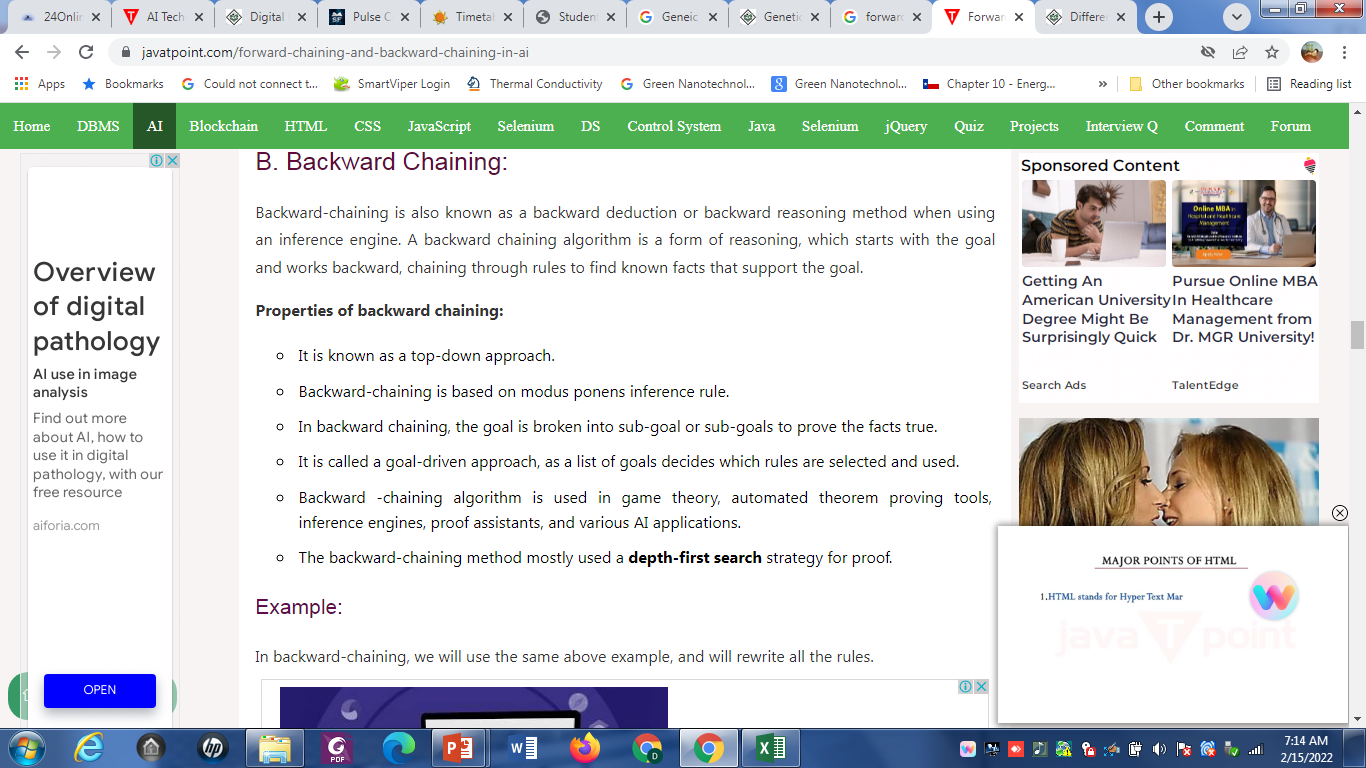 24Onlin
AI Tech
Digital
Pulse C
Timetal
Student
Geneic
Genetic
forward
Forwar
Differe
javatpoint.com/forward-chaining-and-backward-chaining-in-ai
Apps
Bookmarks
Could not connect t...
SmartViper Login
Thermal Conductivity
Green Nanotechnol...
Green Nanotechnol...
Chapter 10 - Energ...
»
Other bookmarks
Reading list
Home DBMS AI Blockchain HTML CSS JavaScript Selenium DS Control System Java Selenium jQuery Quiz Projects Interview Q Comment Forum
Overview
of digital
pathology
AI use in image
analysis
Find out more
about AI, how to
use it in digital
pathology, with our
free resource
aiforia.com
OPEN
B. Backward Chaining:
Backward-chaining is also known as a backward deduction or backward reasoning method when using
an inference engine. A backward chaining algorithm is a form of reasoning, which starts with the goal
and works backward, chaining through rules to find known facts that support the goal.
Properties of backward chaining:
It is known as a top-down approach.
Backward-chaining is based on modus ponens inference rule.
In backward chaining, the goal is broken into sub-goal or sub-goals to prove the facts true.
It is called a goal-driven approach, as a list of goals decides which rules are selected and used.
Backward -chaining algorithm is used in game theory, automated theorem proving tools,
inference engines, proof assistants, and various AI applications.
The backward-chaining method mostly used a depth-first search strategy for proof.
Example:
In backward-chaining, we will use the same above example, and will rewrite all the rules.
Sponsored Content
Online MBA
Getting An
American University
Degree Might Be
Surprisingly Quick
Search Ads
Pursue Online MBA
In Healthcare
Management from
Dr. MGR University!
TalentEdge
MAJOR POINTS OF HTML
1.HTML stands for Hyper Text Mar
java T point
PDF
7:14 AM
2/15/2022